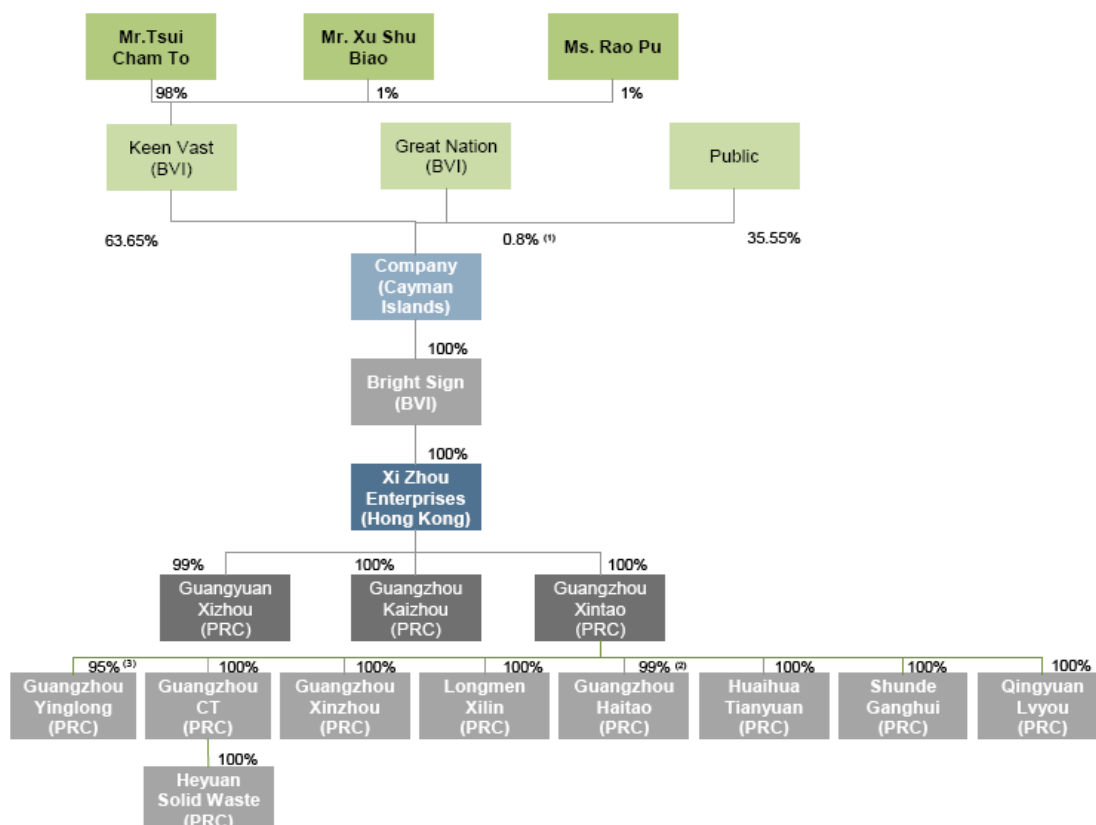 Mr.Tsui
Cham To
Mr. Xu Shu
Biao
Ms. Rao Pu
98%
1%
1%
Keen Vast
(BVI)
Great Nation
(BVI)
Public
63.65%
0.8% (1)
35.55%
Company
(Cayman
Islands)
100%
Bright Sign
(BVI)
100%
Xi Zhou
Enterprises
(Hong Kong)
99%
100%
100%
Guangyuan
Xizhou
(PRC)
Guangzhou
Kaizhou
(PRC)
Guangzhou
Xintao
(PRC)
95% (3)
100%
100%
100%
99% (2)
100%
100%
100%
Guangzhou
Yinglong
(PRC)
Guangzhou
CT
(PRC)
Guangzhou
Xinzhou
(PRC)
Longmen
Xilin
(PRC)
Guangzhou
Haitao
(PRC)
Huaihua
Tianyuan
(PRC)
Shunde
Ganghui
(PRC)
Qingyuan
Lvyou
(PRC)
100%
Heyuan
Solid Waste
(PRC)